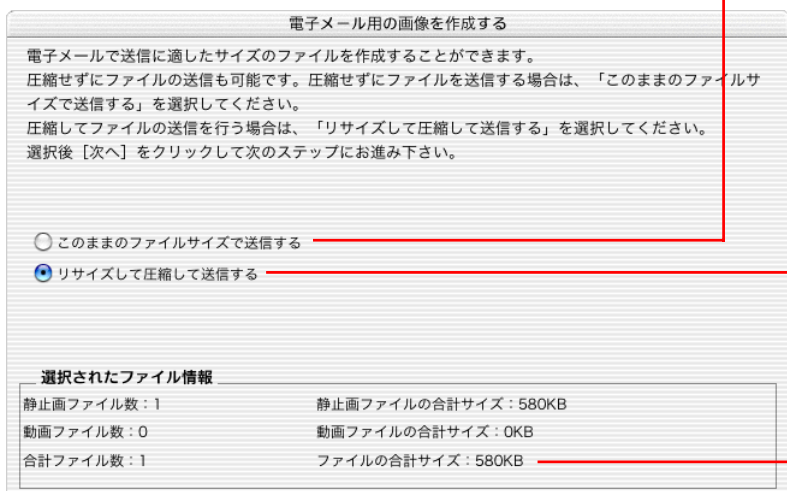 電子メール用の画像を作成する
電子メールで送信に適したサイズのファイルを作成することができます。
圧縮せずにファイルの送信も可能です。圧縮せずにファイルを送信する場合は、「このままのファイルサ
イズで送信する」を選択してください。
圧縮してファイルの送信を行う場合は、「リサイズして圧縮して送信する」を選択してください。
選択後［次へ］をクリックして次のステップにお進み下さい。
このままのファイルサイズで送信する
リサイズして圧縮して送信する
選択されたファイル情報
静止画ファイル数：1 静止画ファイルの合計サイズ：580KB
動画ファイル数：0 動画ファイルの合計サイズ：0KB
合計ファイル数：1 ファイルの合計サイズ：580KB